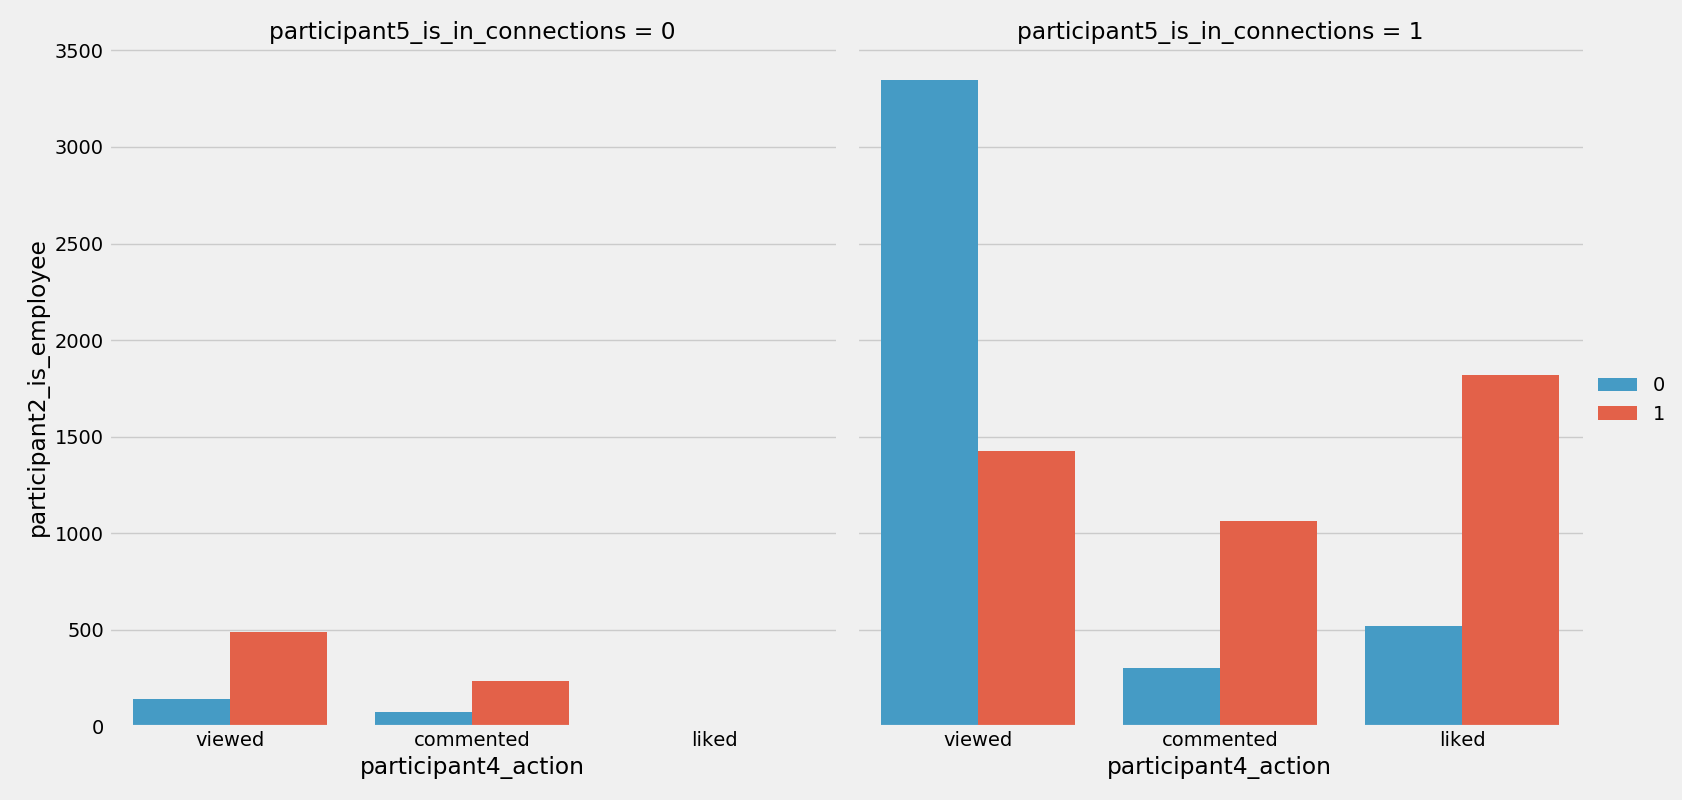 participant5_is_in_connections = 0
participant5_is_in_connections = 1
3500
3000
2500
2000
1500
1000
500
0
participant2_is_employee
viewed commented liked
viewed commented liked
participant4_action
participant4_action
0
1